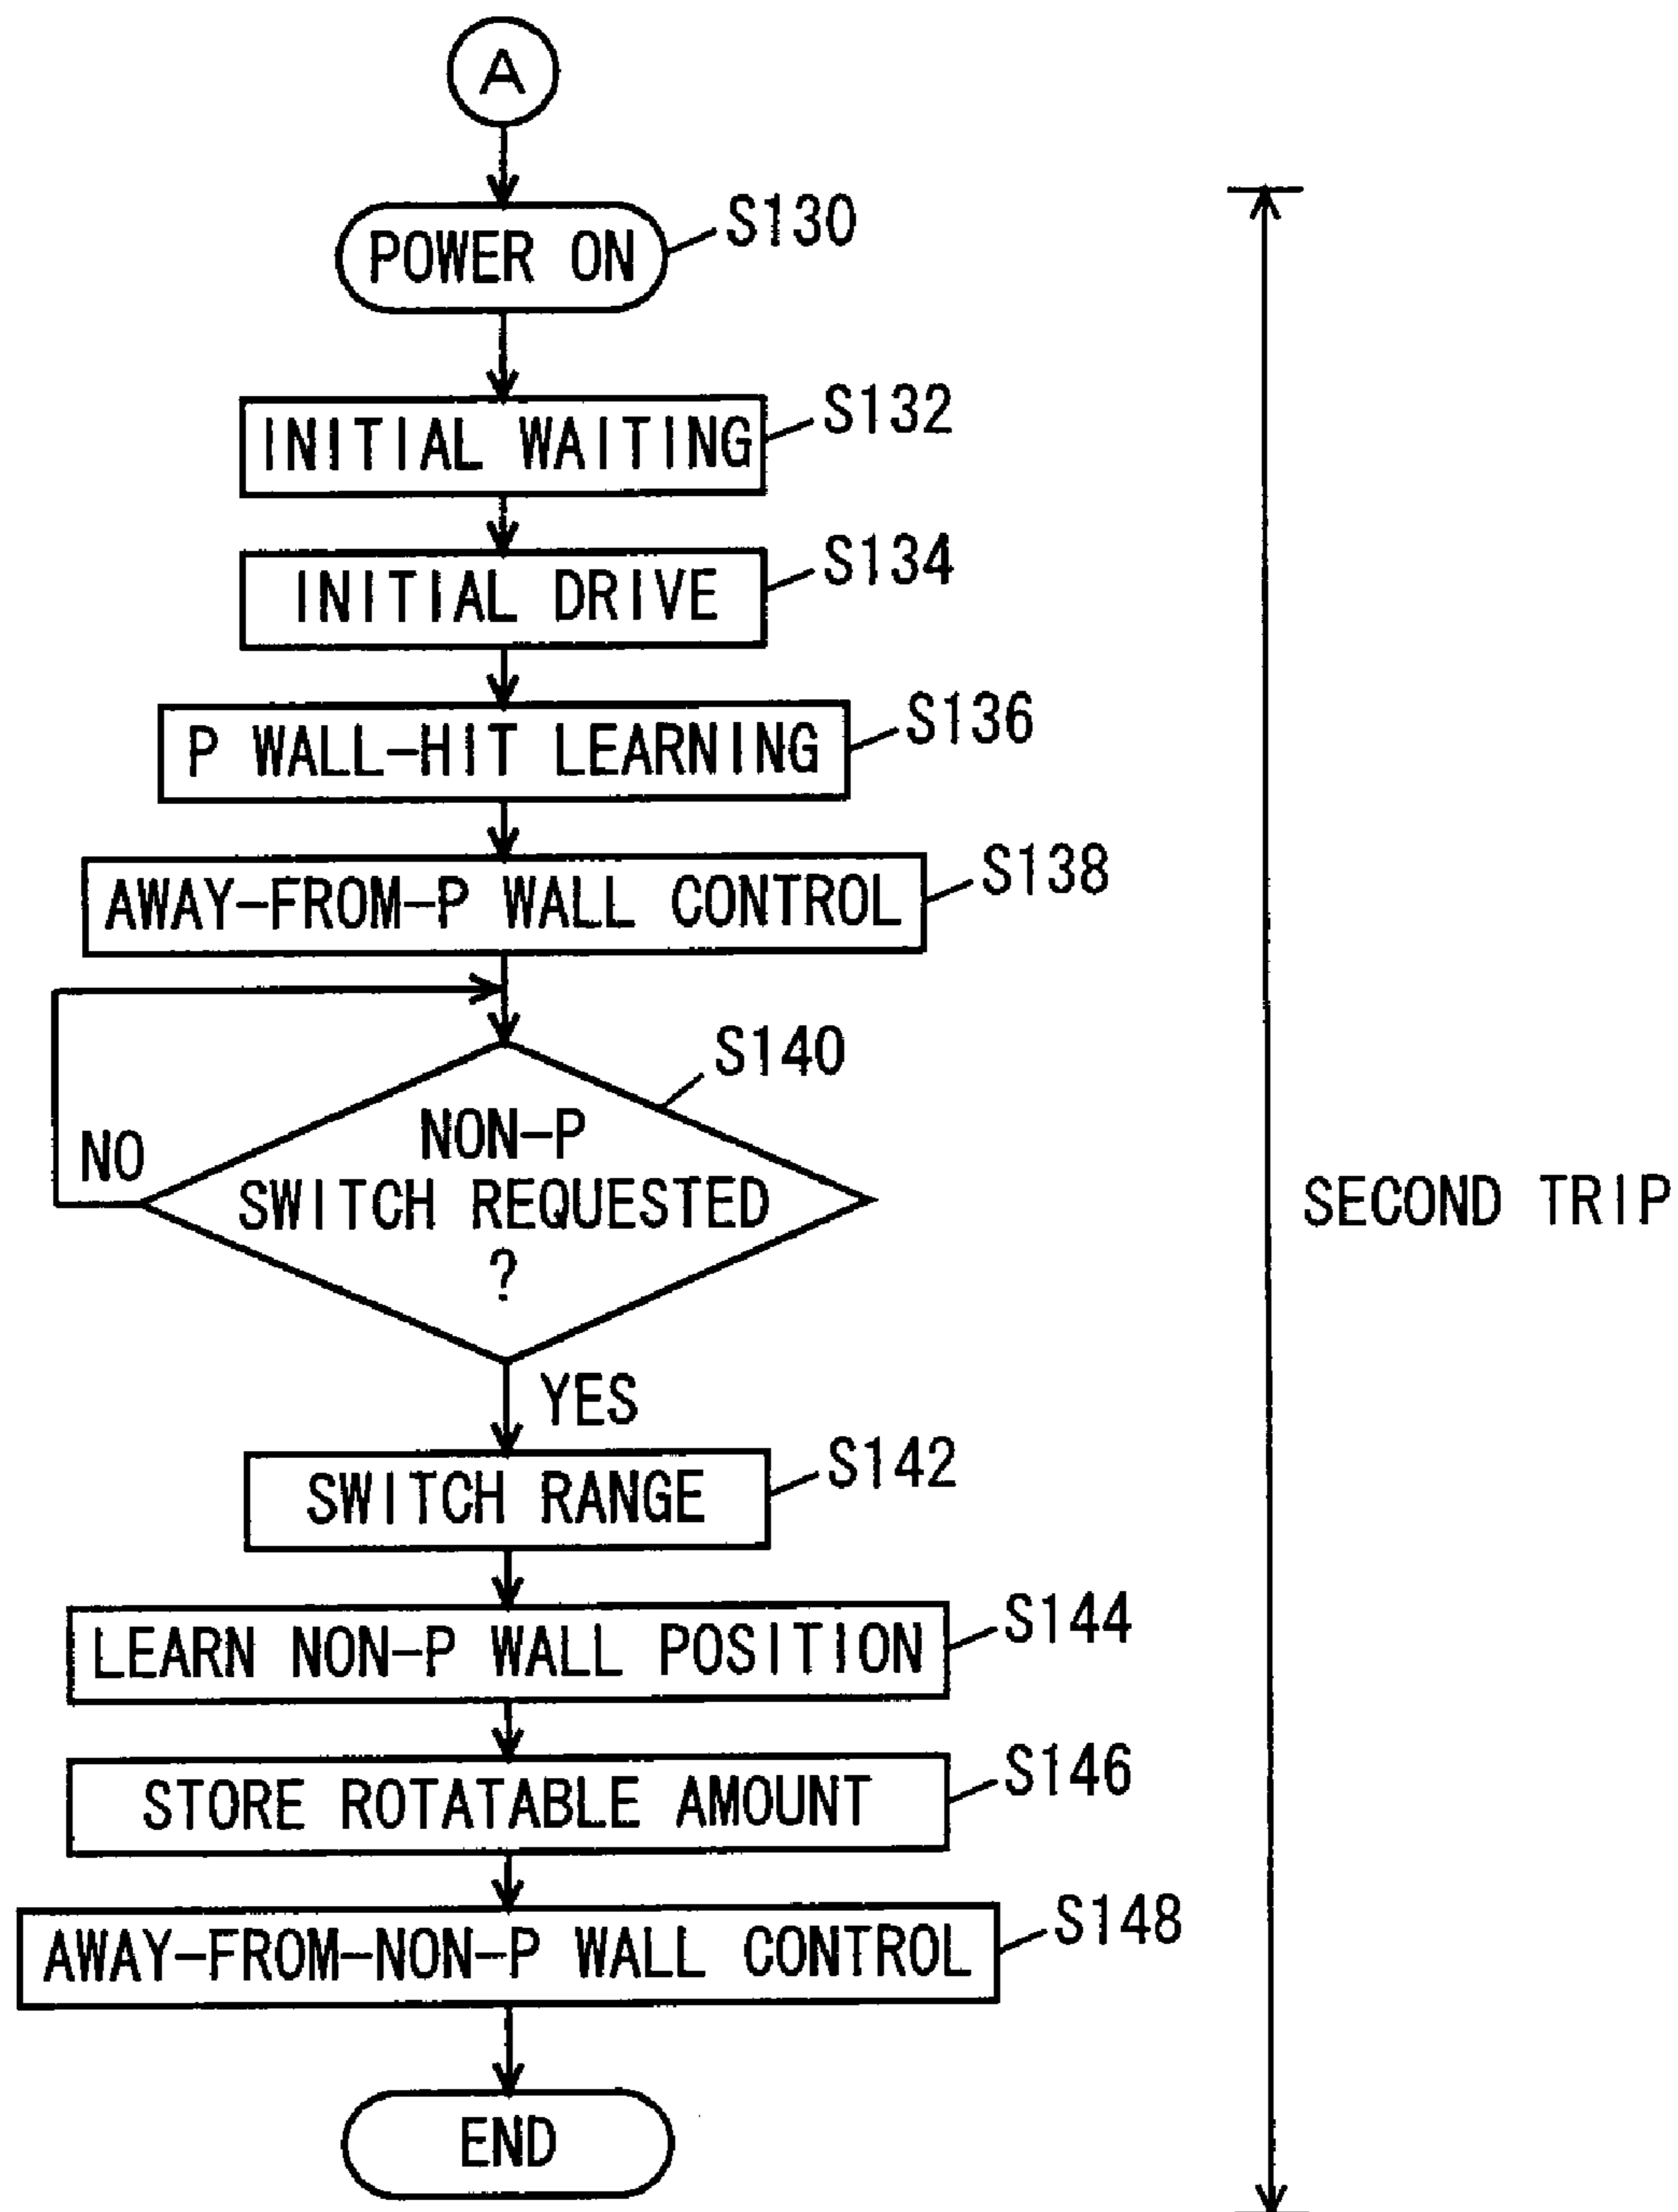 A
POWER ON
S130
INITIAL WAITING
S132
INITIAL DRIVE
S134
P WALL-HIT LEARNING
S136
AWAY-FROM-P WALL CONTROL
S138
S140
NON-P
SWITCH REQUESTED
?
NO
SECOND TRIP
YES
SWITCH RANGE
S142
LEARN NON-P WALL POSITION
S144
STORE ROTATABLE AMOUNT
S146
AWAY-FROM-NON-P WALL CONTROL
S148
END